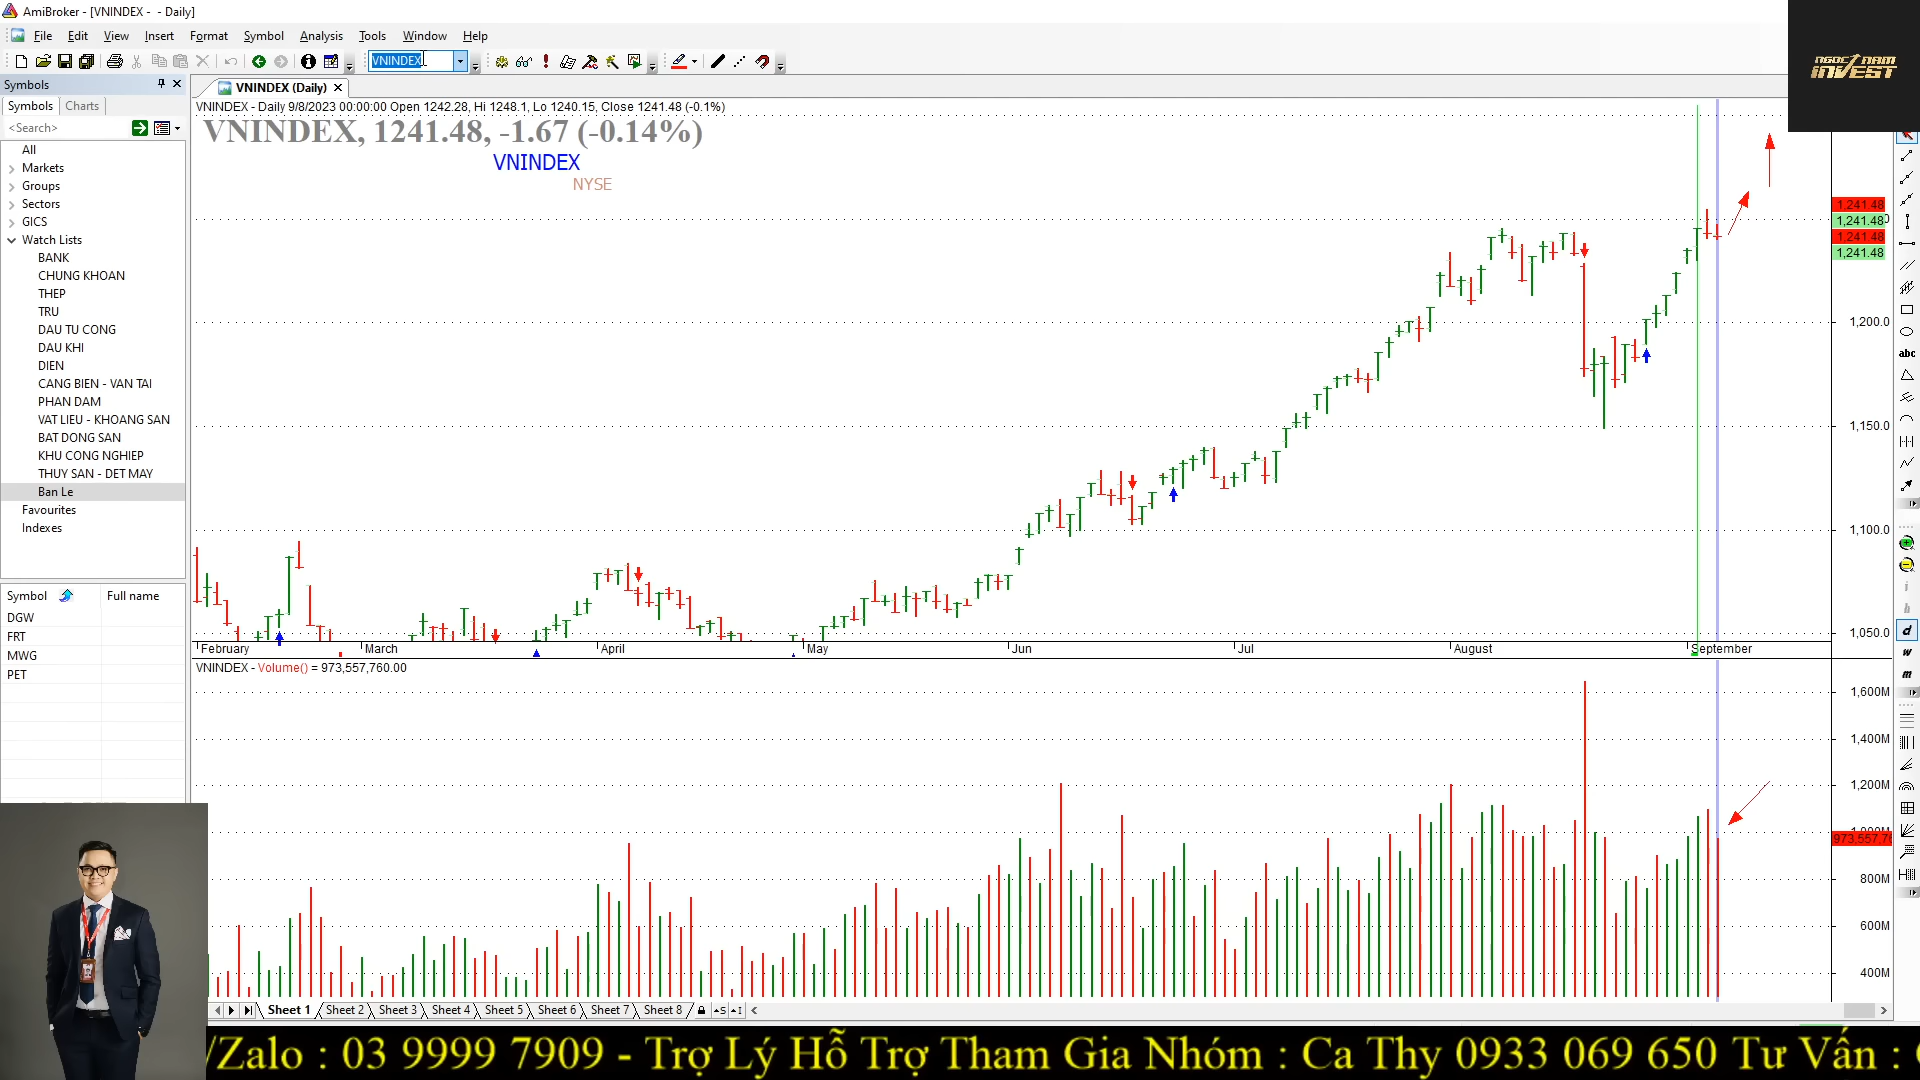 AmiBroker - [VNINDEX - - Daily]
File Edit View Insert Format Symbol Analysis Tools Window Help
VNINDEX
NGOC NAM
INVEST
Symbols
VNINDEX (Daily)
Symbols Charts
<Search>
All
Markets
Groups
Sectors
GICS
Watch Lists
BANK
CHUNG KHOAN
THEP
TRU
DAU TU CONG
DAU KHI
DIEN
CANG BIEN - VAN TAI
PHAN DAM
VAT LIEU - KHOANG SAN
BAT DONG SAN
KHU CONG NGHIEP
THUY SAN - DET MAY
Ban Le
Favourites
Indexes
Symbol Full name
DGW
FRT
MWG
PET
VNINDEX - Daily 9/8/2023 00:00:00 Open 1242.28, Hi 1248.1, Lo 1240.15, Close 1241.48 (-0.1%)
VNINDEX, 1241.48, -1.67 (-0.14%)
VNINDEX
NYSE
1,241.48
1,241.48
1,241.48
1,241.48
1,200.0
1,150.0
1,100.0
1,050.0
February March April May Jun Jul August September
VNINDEX - Volume() = 973,557,760.00
1,600M
1,400M
1,200M
973,557,7
800M
600M
400M
abc
i
h
d
w
m
Sheet 1 Sheet 2 Sheet 3 Sheet 4 Sheet 5 Sheet 6 Sheet 7 Sheet 8
/Zalo : 03 9999 7909 - Trợ Lý Hỗ Trợ Tham Gia Nhóm : Ca Thy 0933 069 650 Tư Vấn :